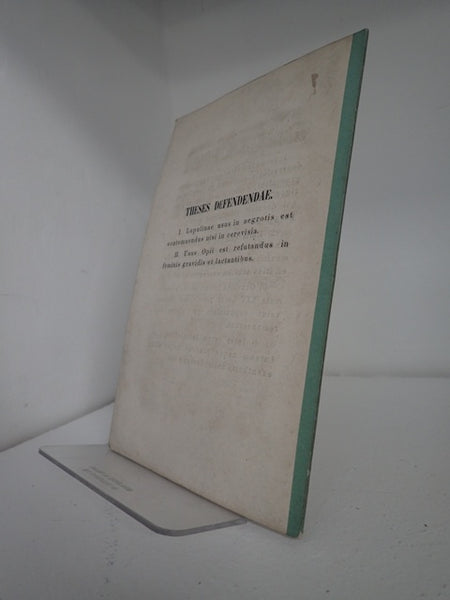 THESES DEFENDENDAE.
I. Lupulinae usus in aegrotis est
contemnendus nisi in cerevisia.
II. Usus Opii est refutandus in
feminis gravidis et lactantibus.